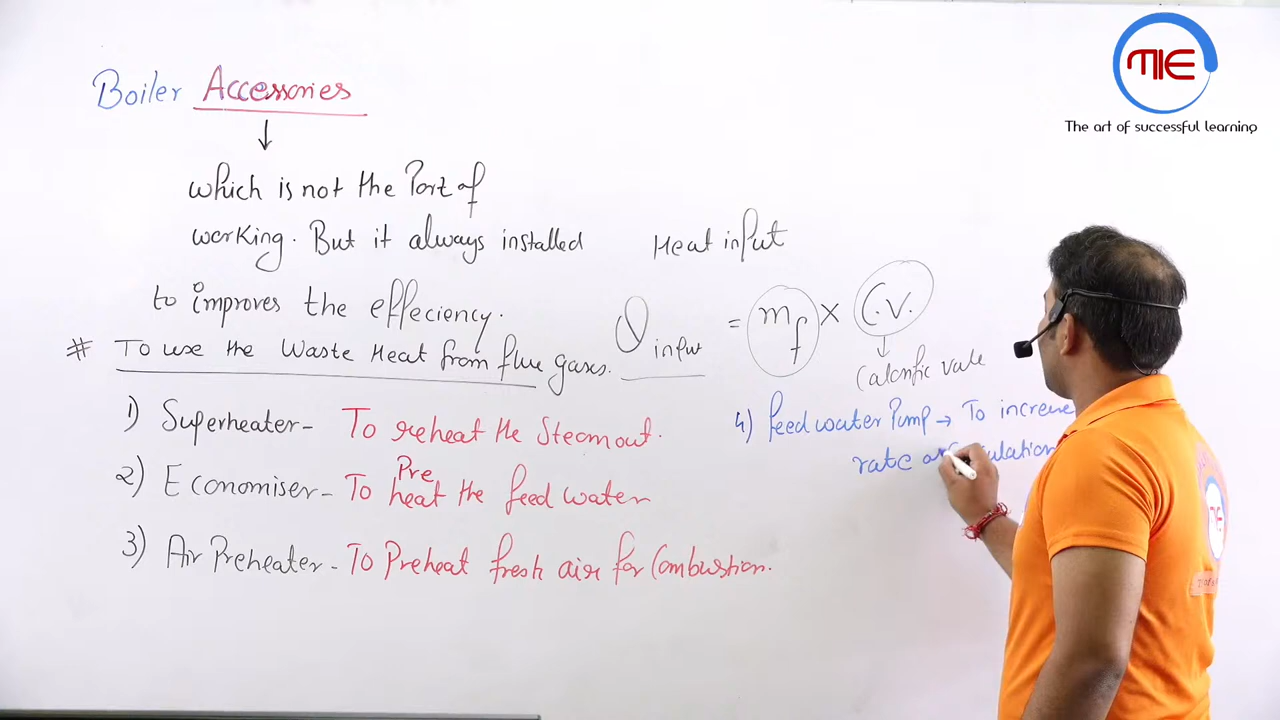 Boiler Accessories
which is not the Part of
working. But it always installed
to improves the effeciency.
# To use the Waste Heat from flue gases.
1) Superheater - To reheat the Steam out.
2) Economiser - To Pre heat the feed water
3) Air Preheater - To Preheat fresh air for Combustion.
Heat input
Q input = mf × C.V.
Calorific vale
4) feed water Pump → To increase
rate
MIE
The art of successful learning